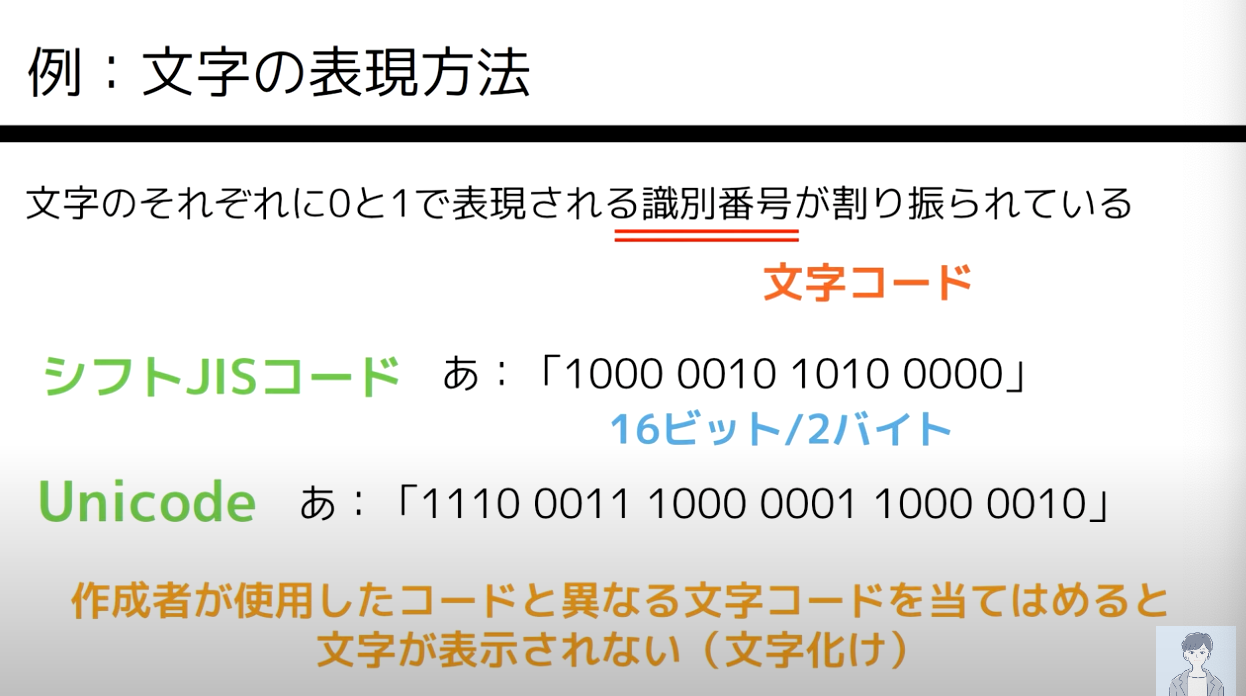 例：文字の表現方法
文字のそれぞれに0と1で表現される識別番号が割り振られている
文字コード
シフトJISコード　あ：「1000 0010 1010 0000」
16ビット/2バイト
Unicode　あ：「1110 0011 1000 0001 1000 0010」
作成者が使用したコードと異なる文字コードを当てはめると
文字が表示されない（文字化け）